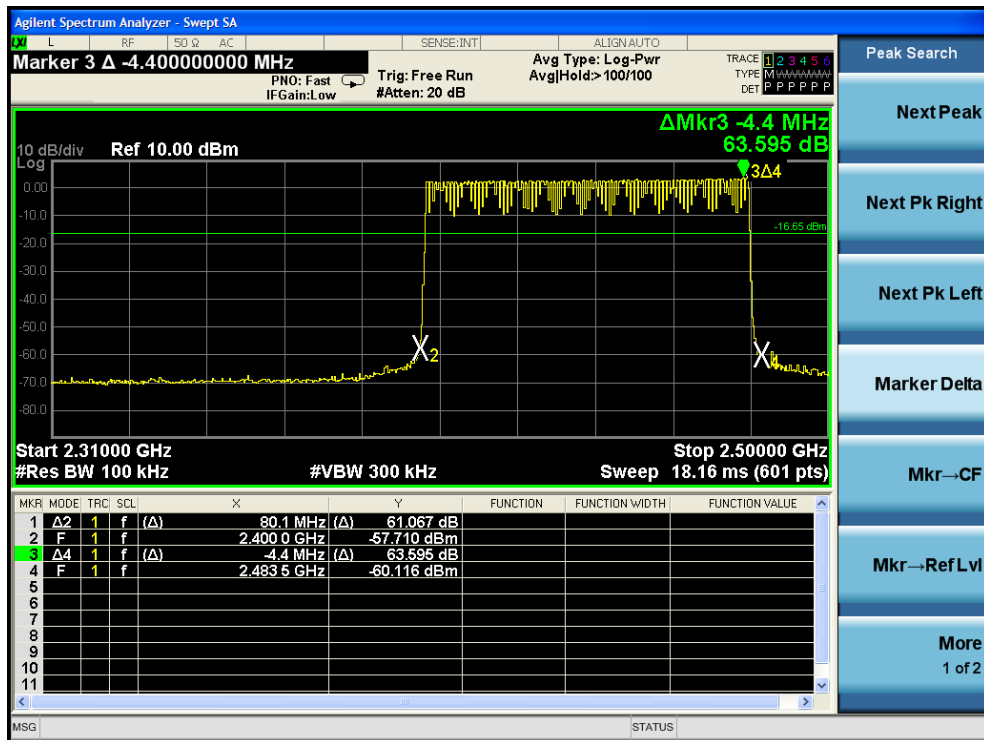 Agilent Spectrum Analyzer - Swept SA
LXI L RF 50 Ω AC SENSE:INT ALIGN AUTO
Marker 3 Δ -4.400000000 MHz
PNO: Fast
IFGain:Low
Trig: Free Run
#Atten: 20 dB
Avg Type: Log-Pwr
Avg|Hold:>100/100
TRACE 1 2 3 4 5 6
TYPE M WWWWW
DET P P P P P P
ΔMkr3 -4.4 MHz
63.595 dB
10 dB/div Ref 10.00 dBm
Log
3Δ4
0.00
-10.0
-16.65 dBm
-20.0
-30.0
-40.0
-50.0
2
-60.0
-70.0
-80.0
Start 2.31000 GHz Stop 2.50000 GHz
#Res BW 100 kHz #VBW 300 kHz Sweep 18.16 ms (601 pts)
MKR MODE TRC SCL X Y FUNCTION FUNCTION WIDTH FUNCTION VALUE
1 Δ2 1 f (Δ) 80.1 MHz (Δ) 61.067 dB
2 F 1 f 2.400 0 GHz -57.710 dBm
3 Δ4 1 f (Δ) -4.4 MHz (Δ) 63.595 dB
4 F 1 f 2.483 5 GHz -60.116 dBm
5
6
7
8
9
10
11
MSG STATUS
Peak Search
Next Peak
Next Pk Right
Next Pk Left
Marker Delta
Mkr→CF
Mkr→Ref Lvl
More
1 of 2